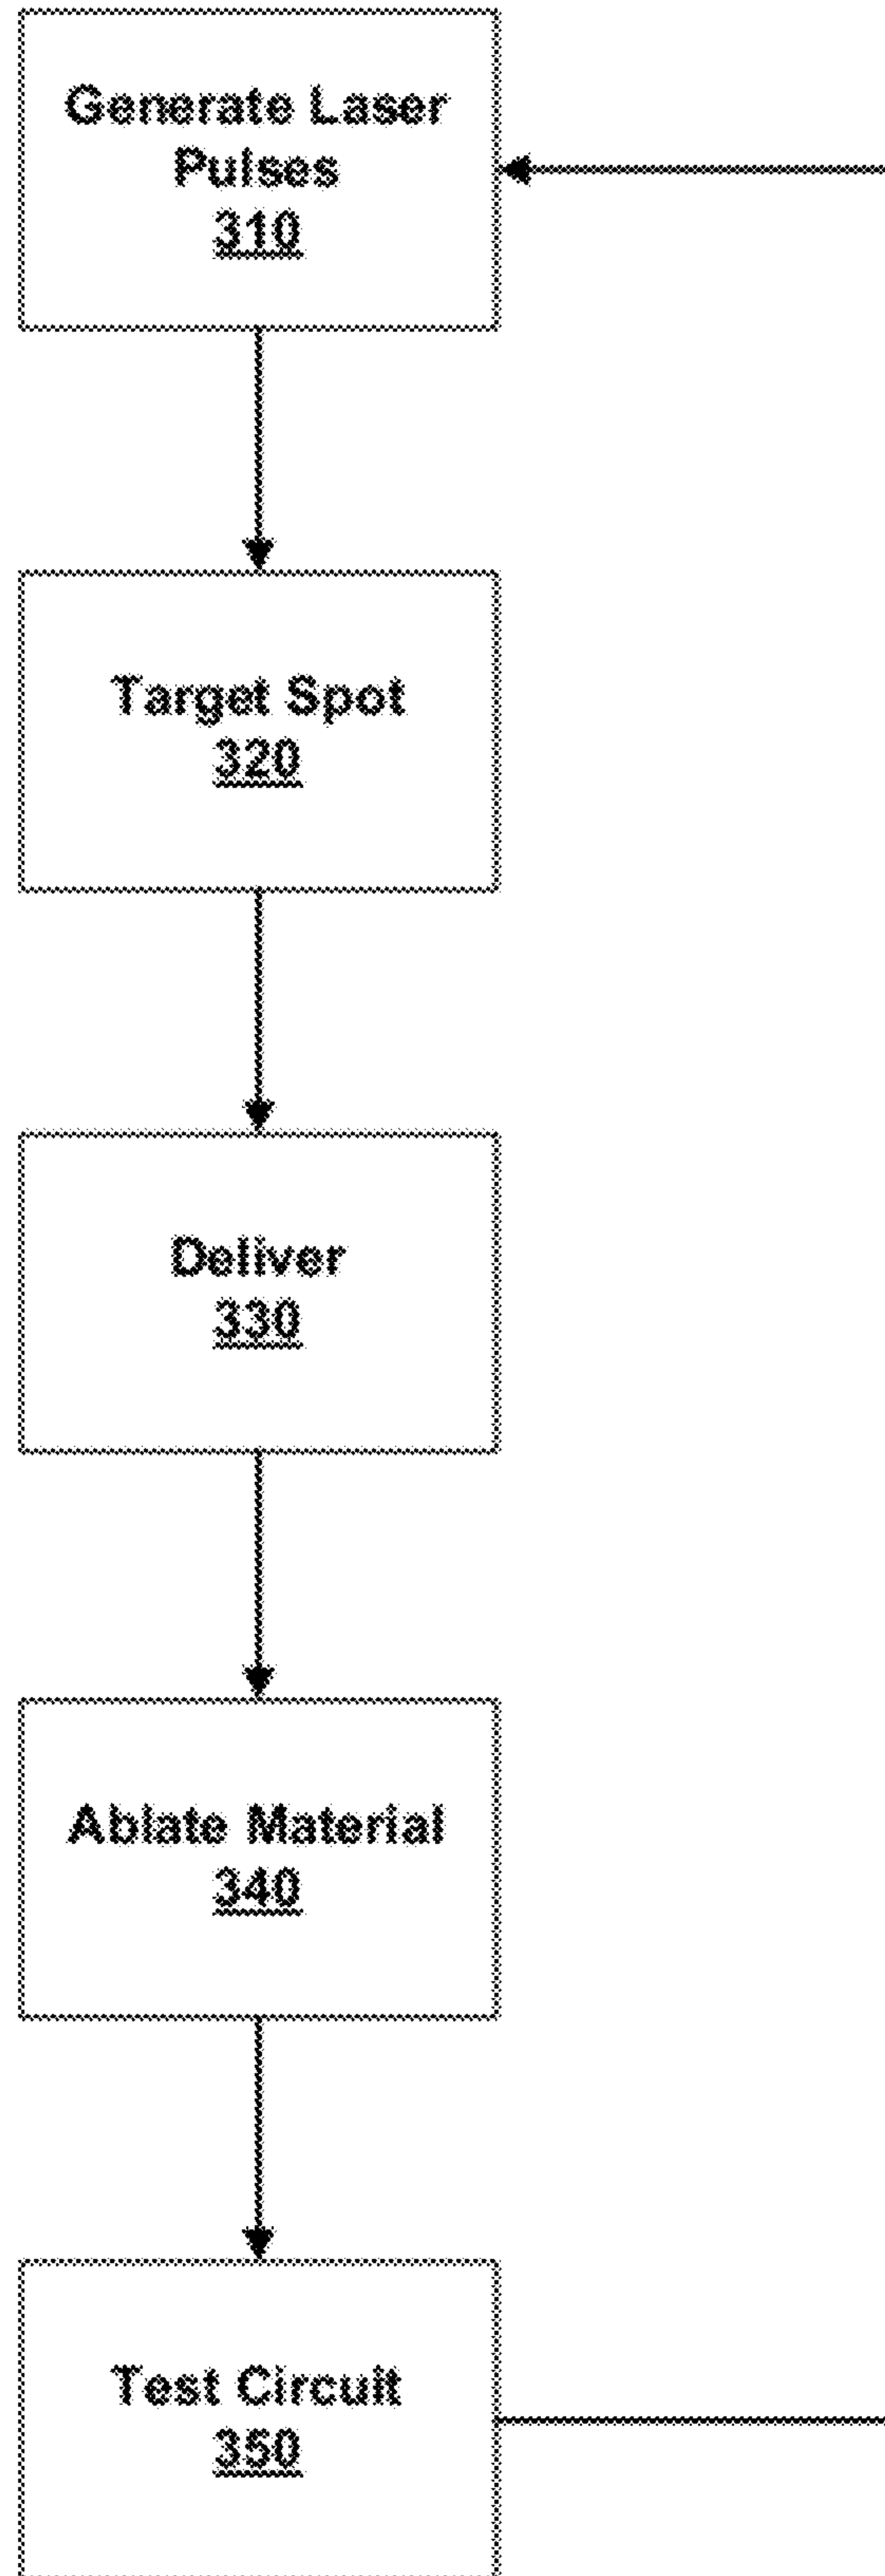 Generate Laser
Pulses
310
Target Spot
320
Deliver
330
Ablate Material
340
Test Circuit
350